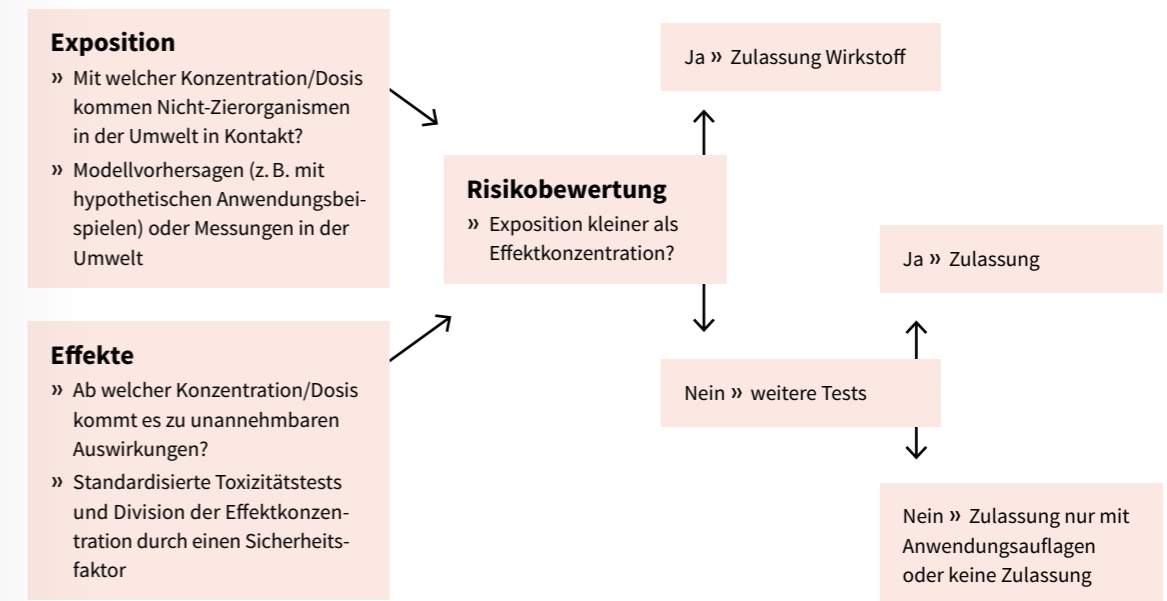 Exposition
» Mit welcher Konzentration/Dosis
kommen Nicht-Zierorganismen
in der Umwelt in Kontakt?
» Modellvorhersagen (z. B. mit
hypothetischen Anwendungsbei-
spielen) oder Messungen in der
Umwelt
Effekte
» Ab welcher Konzentration/Dosis
kommt es zu unannehmbaren
Auswirkungen?
» Standardisierte Toxizitätstests
und Division der Effektkonzen-
tration durch einen Sicherheits-
faktor
Risikobewertung
» Exposition kleiner als
Effektkonzentration?
Ja » Zulassung Wirkstoff
Nein » weitere Tests
Ja » Zulassung
Nein » Zulassung nur mit
Anwendungsauflagen
oder keine Zulassung